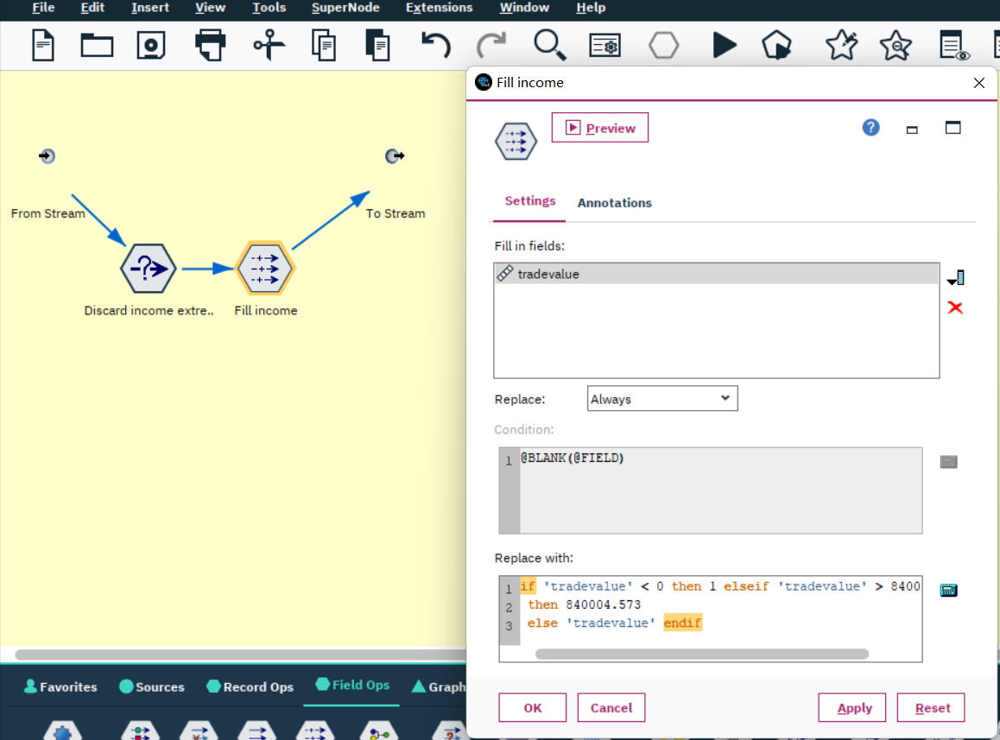 File Edit Insert View Tools SuperNode Extensions Window Help
Fill income
Preview
From Stream
To Stream
Discard income extre..
Fill income
Settings Annotations
Fill in fields:
tradevalue
Replace: Always
Condition:
1 @BLANK(@FIELD)
Replace with:
1 if 'tradevalue' < 0 then 1 elseif 'tradevalue' > 8400
2 then 840004.573
3 else 'tradevalue' endif
Favorites Sources Record Ops Field Ops Graph
OK Cancel Apply Reset